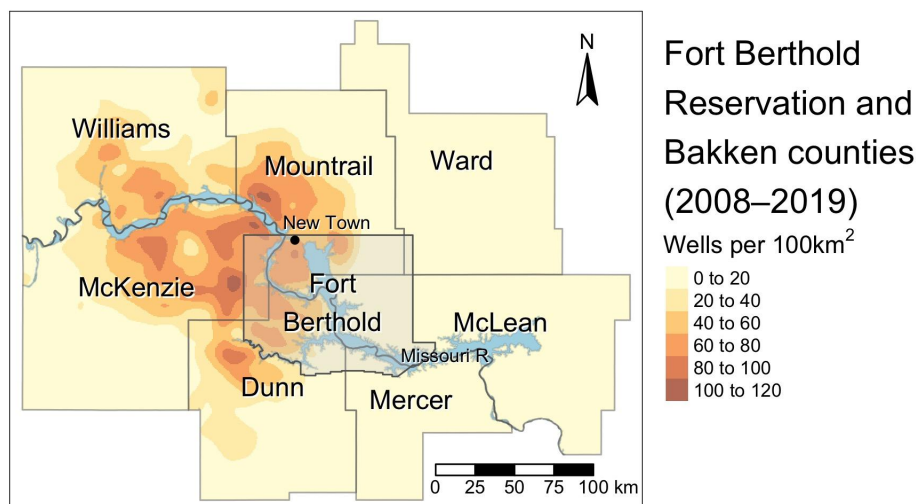 N
Williams
Mountrail
Ward
New Town
McKenzie
Fort
Berthold
McLean
Missouri R.
Dunn
Mercer
0 25 50 75 100 km
Fort Berthold
Reservation and
Bakken counties
(2008–2019)
Wells per 100km²
0 to 20
20 to 40
40 to 60
60 to 80
80 to 100
100 to 120